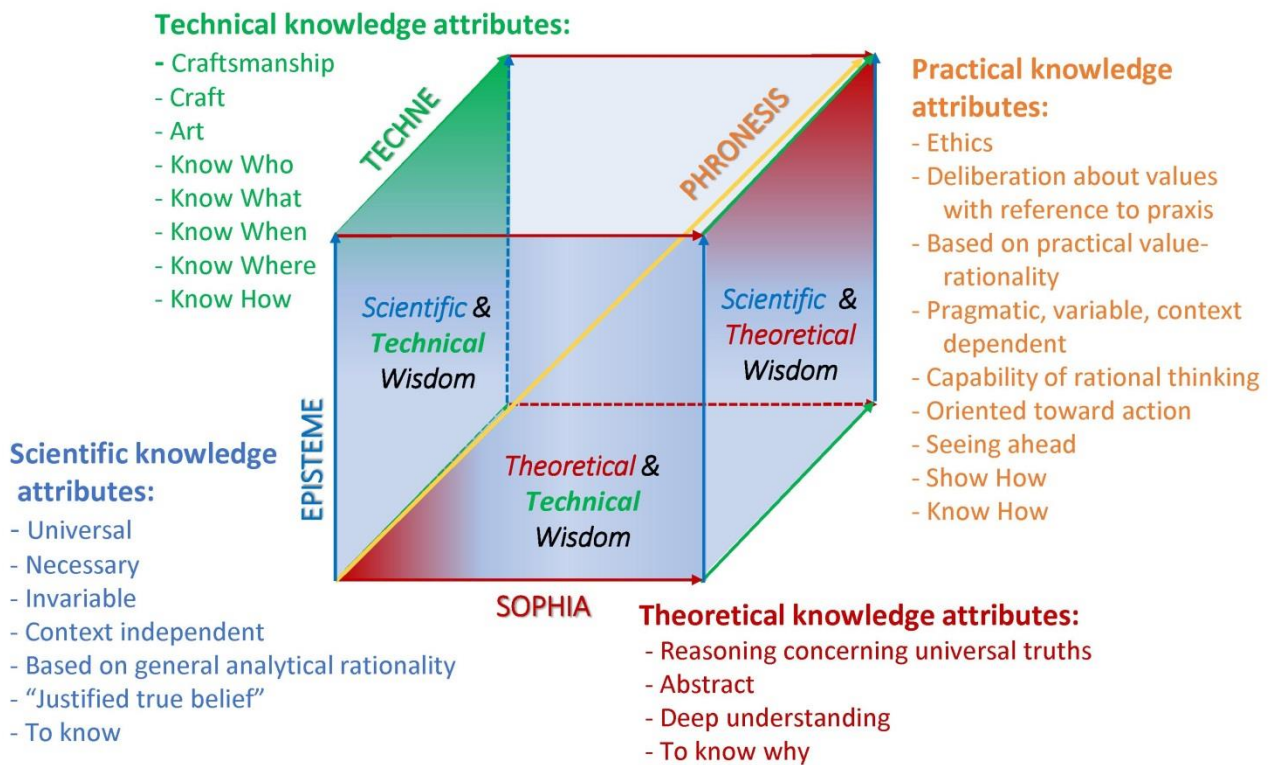 Technical knowledge attributes:
- Craftsmanship
- Craft
- Art
- Know Who
- Know What
- Know When
- Know Where
- Know How
TECHNE
PHRONESIS
Practical knowledge
attributes:
- Ethics
- Deliberation about values
with reference to praxis
- Based on practical value-
rationality
- Pragmatic, variable, context
dependent
- Capability of rational thinking
- Oriented toward action
- Seeing ahead
- Show How
- Know How
Scientific &
Technical
Wisdom
Scientific &
Theoretical
Wisdom
EPISTEME
Theoretical &
Technical
Wisdom
Scientific knowledge
attributes:
- Universal
- Necessary
- Invariable
- Context independent
- Based on general analytical rationality
- “Justified true belief”
- To know
SOPHIA
Theoretical knowledge attributes:
- Reasoning concerning universal truths
- Abstract
- Deep understanding
- To know why